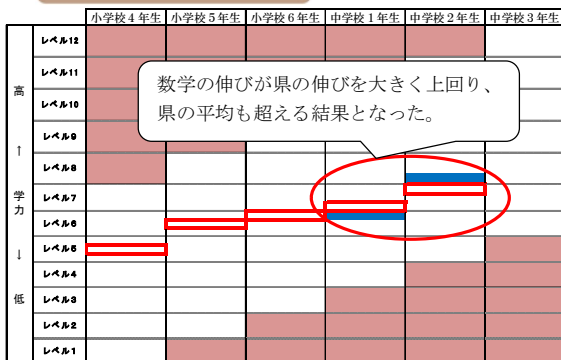 小学校４年生 小学校５年生 小学校６年生 中学校１年生 中学校２年生 中学校３年生
高
↑
学力
↓
低
レベル12
レベル11
レベル10
レベル9
レベル8
レベル7
レベル6
レベル5
レベル4
レベル3
レベル2
レベル1
数学の伸びが県の伸びを大きく上回り、
県の平均も超える結果となった。